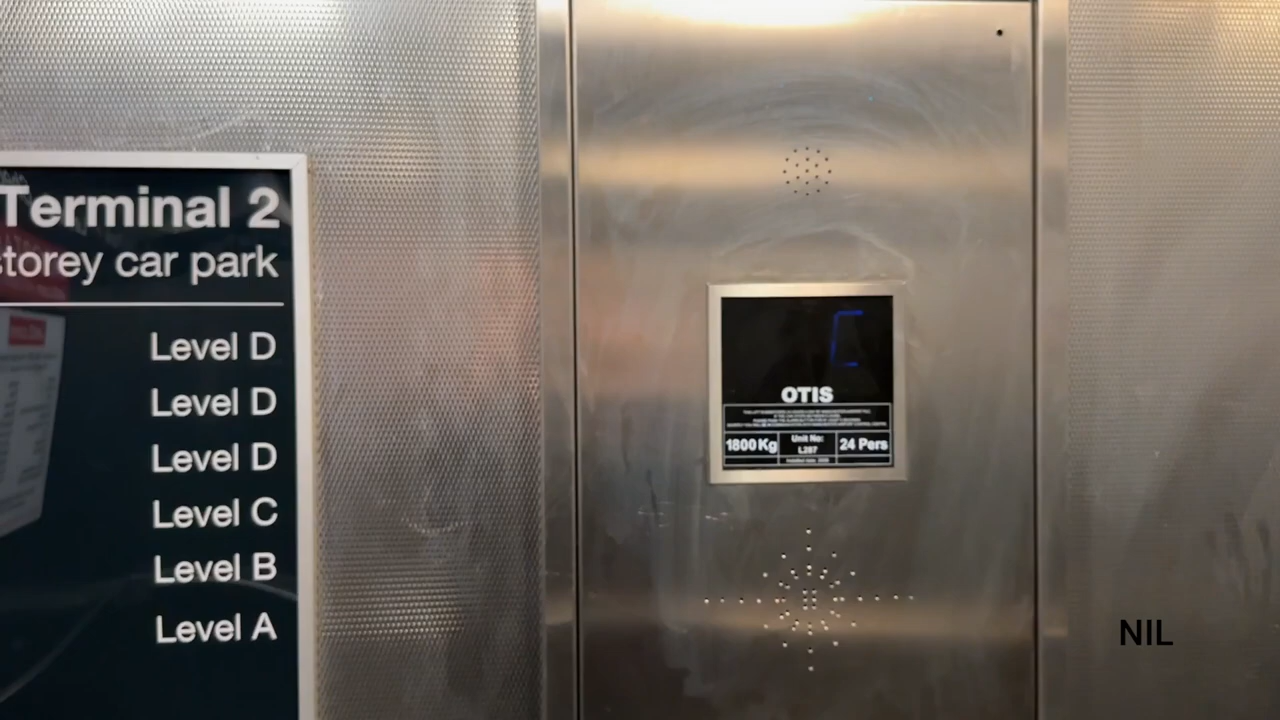 Terminal 2
storey car park
Level D
Level D
Level D
Level C
Level B
Level A
C
OTIS
1800 Kg
Unit No:
L287
24 Pers
NIL